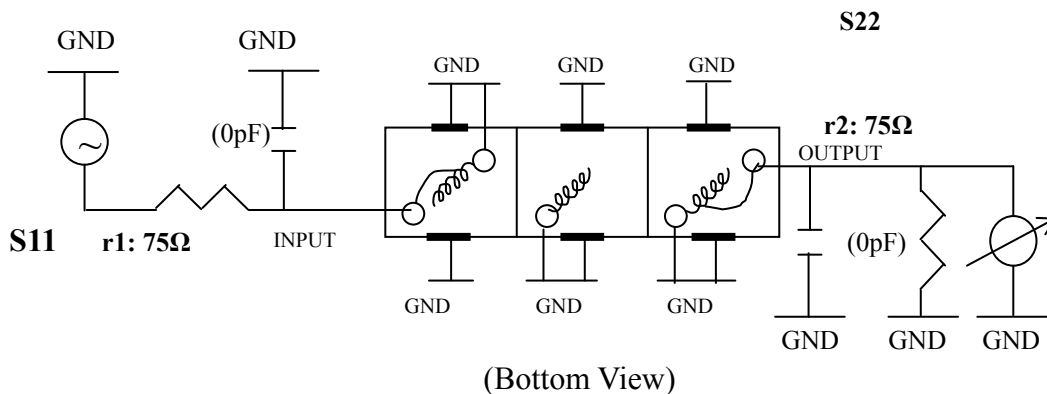 S22
GND
GND
GND
GND
GND
(0pF)
r2: 75Ω
OUTPUT
S11
r1: 75Ω
INPUT
(0pF)
GND
GND
GND
GND
GND
GND
(Bottom View)